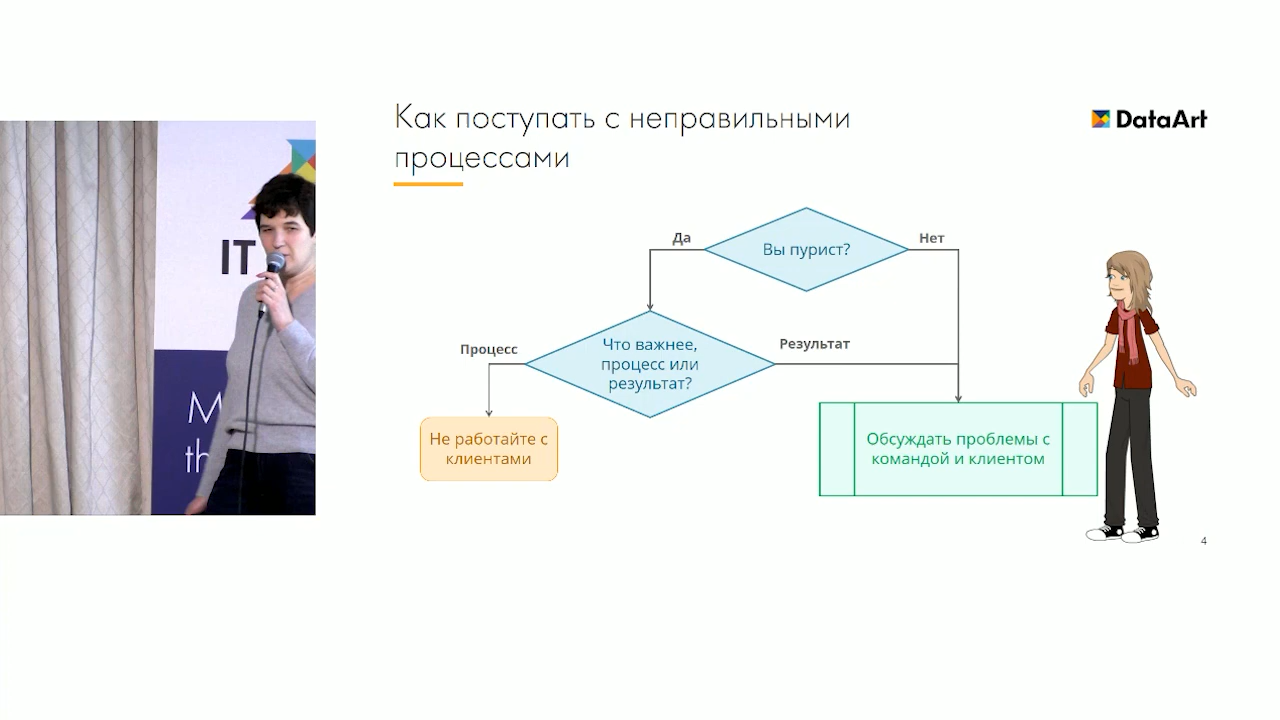 Как поступать с неправильными
процессами
DataArt
IT
M
th
Да
Вы пурист?
Нет
Процесс
Что важнее,
процесс или
результат?
Результат
Не работайте с
клиентами
Обсуждать проблемы с
командой и клиентом
4